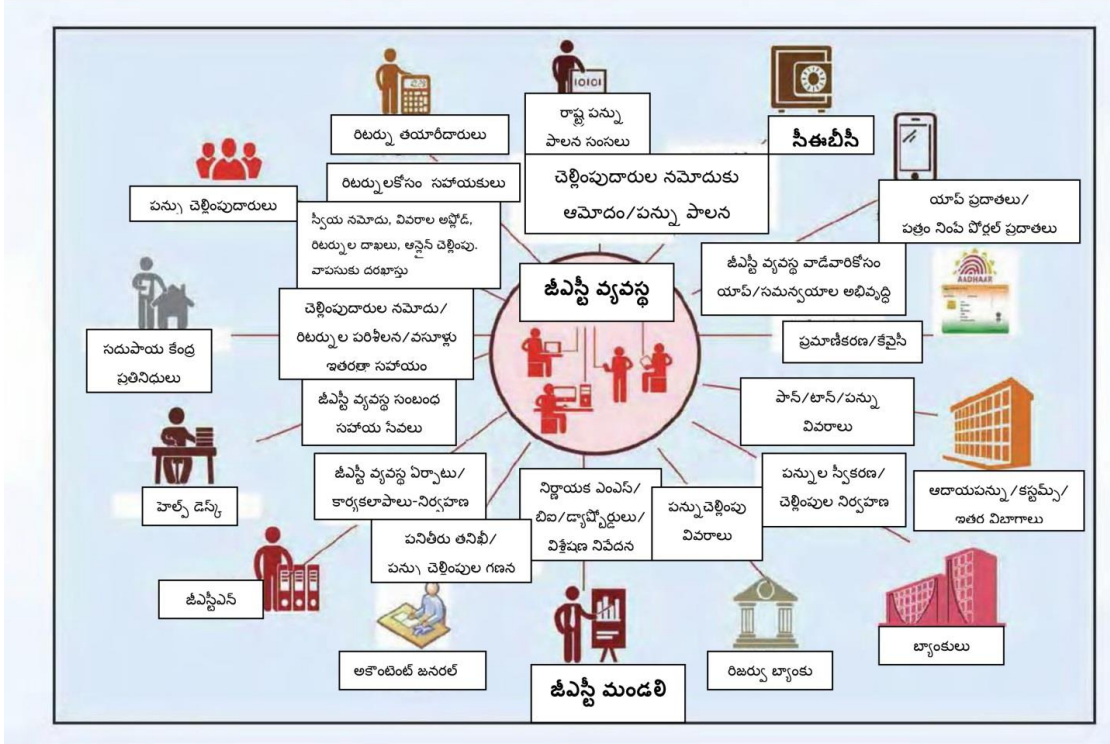 రిటర్ను తయారీదారులు
రాష్ట్ర పన్ను
పాలన సంసలు
సీఈబీసీ
రిటర్నులకోసం సహాయకులు
చెల్లింపుదారుల నమోదుకు
ఆమోదం/పన్ను పాలన
పన్ను చెల్లింపుదారులు
యాప్ ప్రదాతలు/
పత్రం నింపే పోర్టల్ ప్రదాతలు
స్వీయ నమోదు, వివరాల అప్లోడ్,
రిటర్నుల దాఖలు, ఆన్లైన్ చెల్లింపు.
వాపసుకు దరఖాస్తు
జీఎస్టీ వ్యవస్థ
జీఎస్టీ వ్యవస్థ వాడేవారికోసం
యాప్/సమన్వయాల అభివృద్ధి
AADHAAR
చెల్లింపుదారుల నమోదు/
రిటర్నుల పరిశీలన/వసూళ్లు
ఇతరత్రా సహాయం
ప్రమాణీకరణ/కేవైసీ
సదుపాయ కేంద్ర
ప్రతినిధులు
జీఎస్టీ వ్యవస్థ సంబంధ
సహాయ సేవలు
పాన్/టాన్/పన్ను
వివరాలు
హెల్ప్ డెస్క్
జీఎస్టీ వ్యవస్థ ఏర్పాటు/
కార్యకలాపాలు-నిర్వహణ
నిర్ణాయక ఎంఎస్/
బిఐ/డ్యాష్బోర్డులు/
విశ్లేషణ నివేదన
పన్నుచెల్లింపు
వివరాలు
పన్నుల స్వీకరణ/
చెల్లింపుల నిర్వహణ
ఆదాయపన్ను/కస్టమ్స్/
ఇతర విభాగాలు
పనితీరు తనిఖీ/
పన్ను చెల్లింపుల గణన
జీఎస్టీఎన్
అకౌంటెంట్ జనరల్
జీఎస్టీ మండలి
రిజర్వు బ్యాంకు
బ్యాంకులు